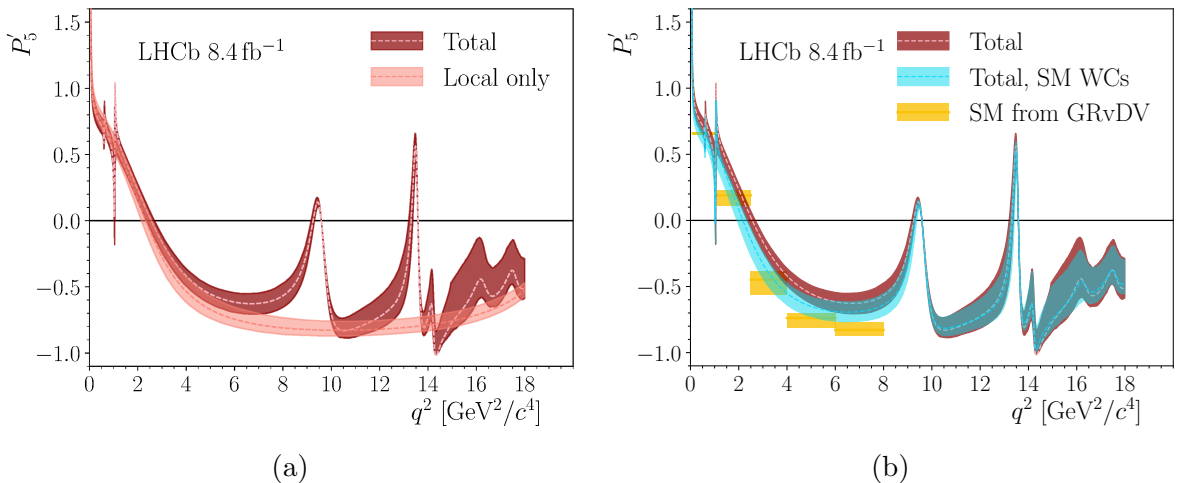 P′5
LHCb 8.4 fb⁻¹
Total
Local only
1.5
1.0
0.5
0.0
−0.5
−1.0
0 2 4 6 8 10 12 14 16 18
q² [GeV²/c⁴]
(a)
P′5
LHCb 8.4 fb⁻¹
Total
Total, SM WCs
SM from GRvDV
1.5
1.0
0.5
0.0
−0.5
−1.0
0 2 4 6 8 10 12 14 16 18
q² [GeV²/c⁴]
(b)